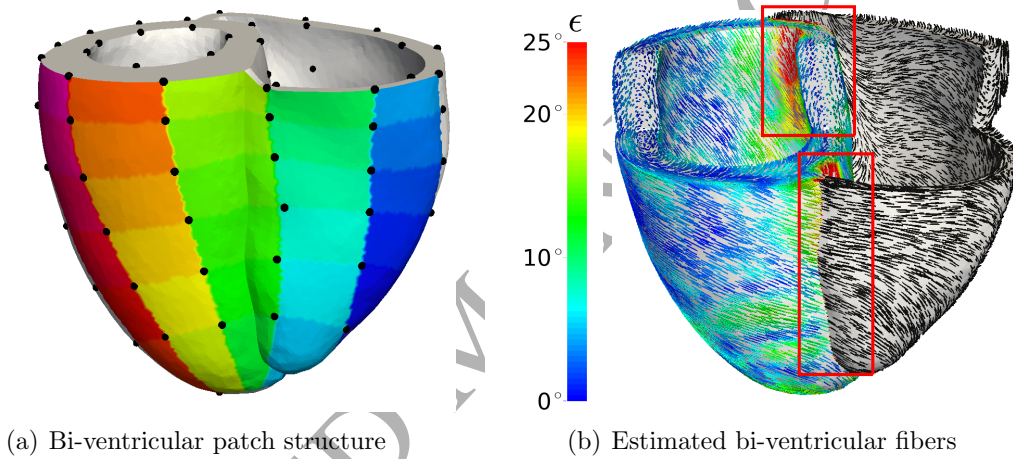 ϵ
25°
20°
10°
0°
(a) Bi-ventricular patch structure
(b) Estimated bi-ventricular fibers